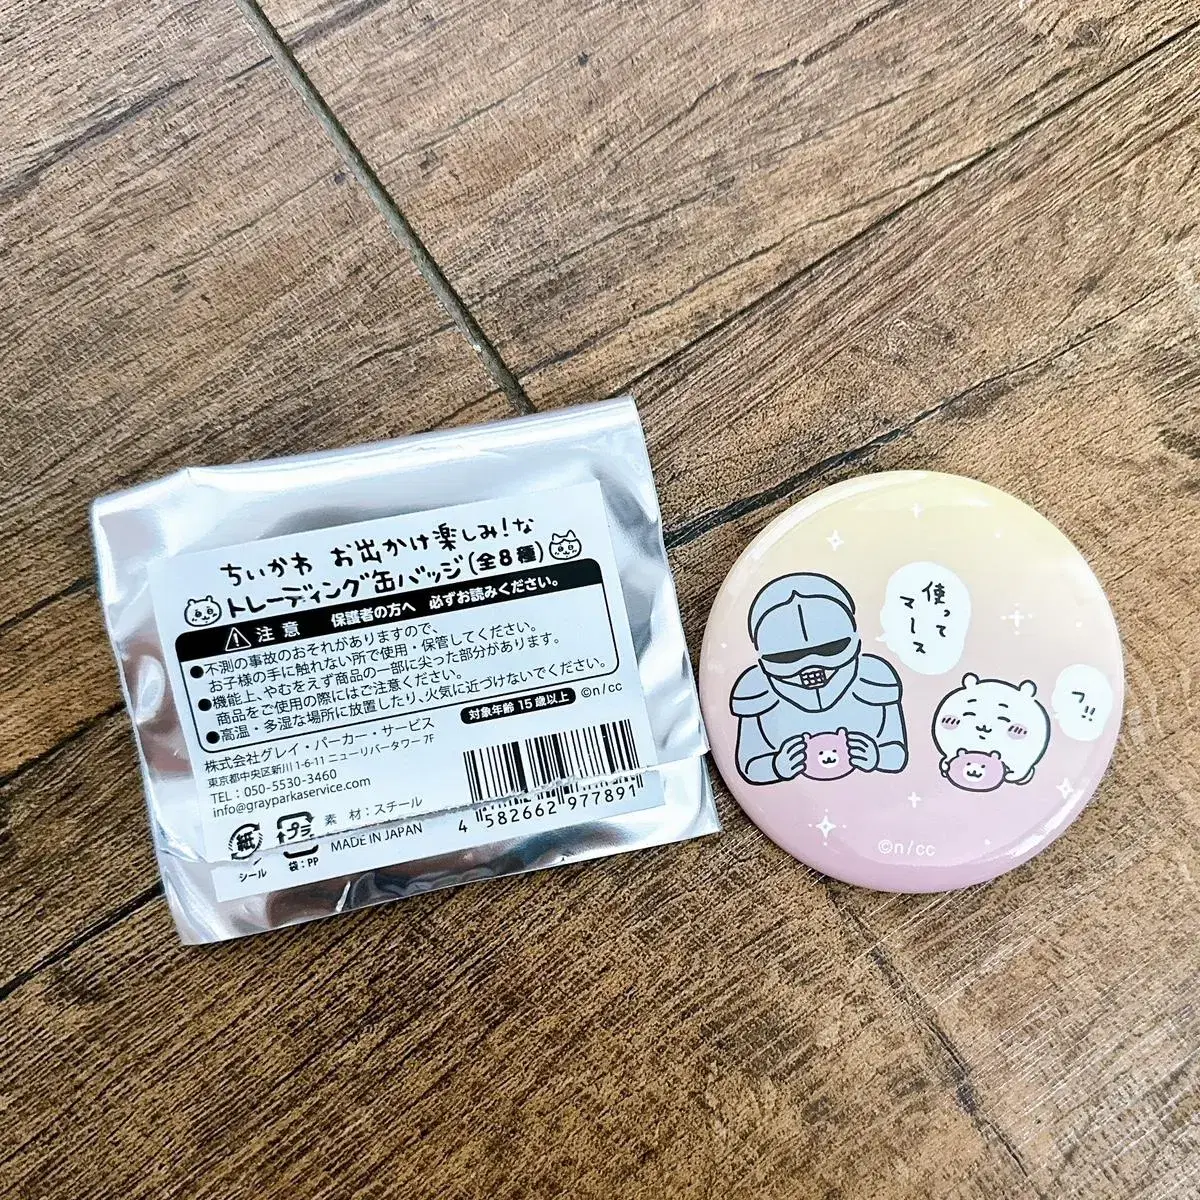 ちいかわ お出かけ楽しみ!な
トレーディング缶バッジ(全8種)
注意 保護者の方へ 必ずお読みください。
●不測の事故のおそれがありますので、
お子様の手に触れない所で使用・保管してください。
●機能上、やむをえず商品の一部に尖った部分があります。
商品をご使用の際にはご注意ください。
●高温・多湿な場所に放置したり、火気に近づけないでください。
©n/cc
対象年齢15歳以上
株式会社グレイ・パーカー・サービス
東京都中央区新川1-6-11 ニューリバータワー7F
TEL:050-5530-3460
info@grayparkaservice.com
紙
シール
プラ
袋:PP
素 材:スチール
MADE IN JAPAN
4 582662 977891
使って
マース
フ!!
©n/cc